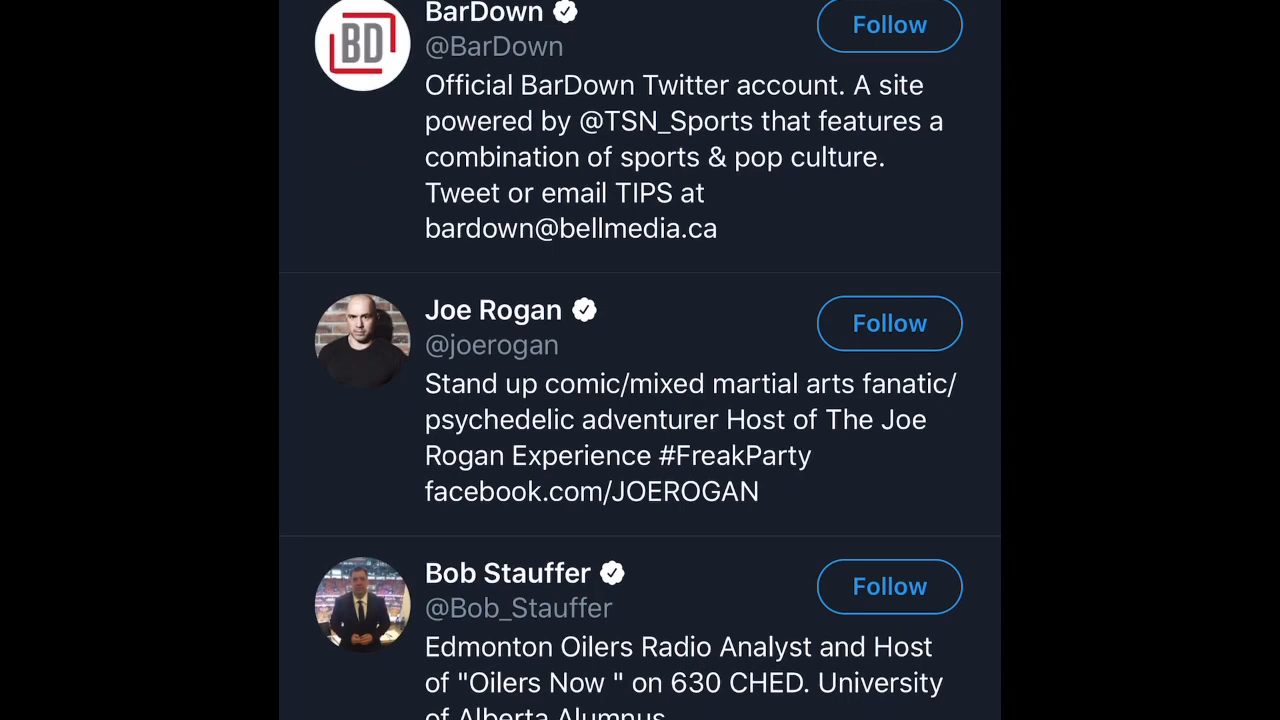 BarDown
Follow
BD
@BarDown
Official BarDown Twitter account. A site
powered by @TSN_Sports that features a
combination of sports & pop culture.
Tweet or email TIPS at
bardown@bellmedia.ca
Joe Rogan
Follow
@joerogan
Stand up comic/mixed martial arts fanatic/
psychedelic adventurer Host of The Joe
Rogan Experience #FreakParty
facebook.com/JOEROGAN
Bob Stauffer
Follow
@Bob_Stauffer
Edmonton Oilers Radio Analyst and Host
of "Oilers Now " on 630 CHED. University
of Alberta Alumnus